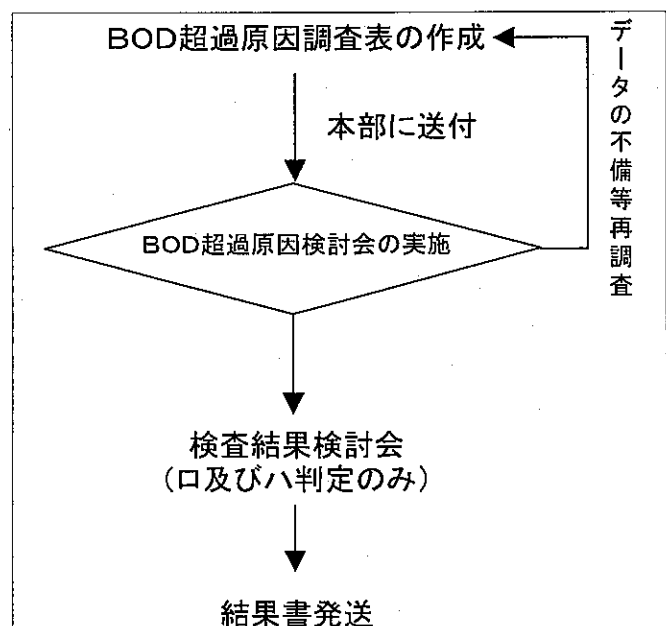 BOD超過原因調査表の作成
本部に送付
データの不備等再調査
BOD超過原因検討会の実施
検査結果検討会
(ロ及びハ判定のみ)
結果書発送